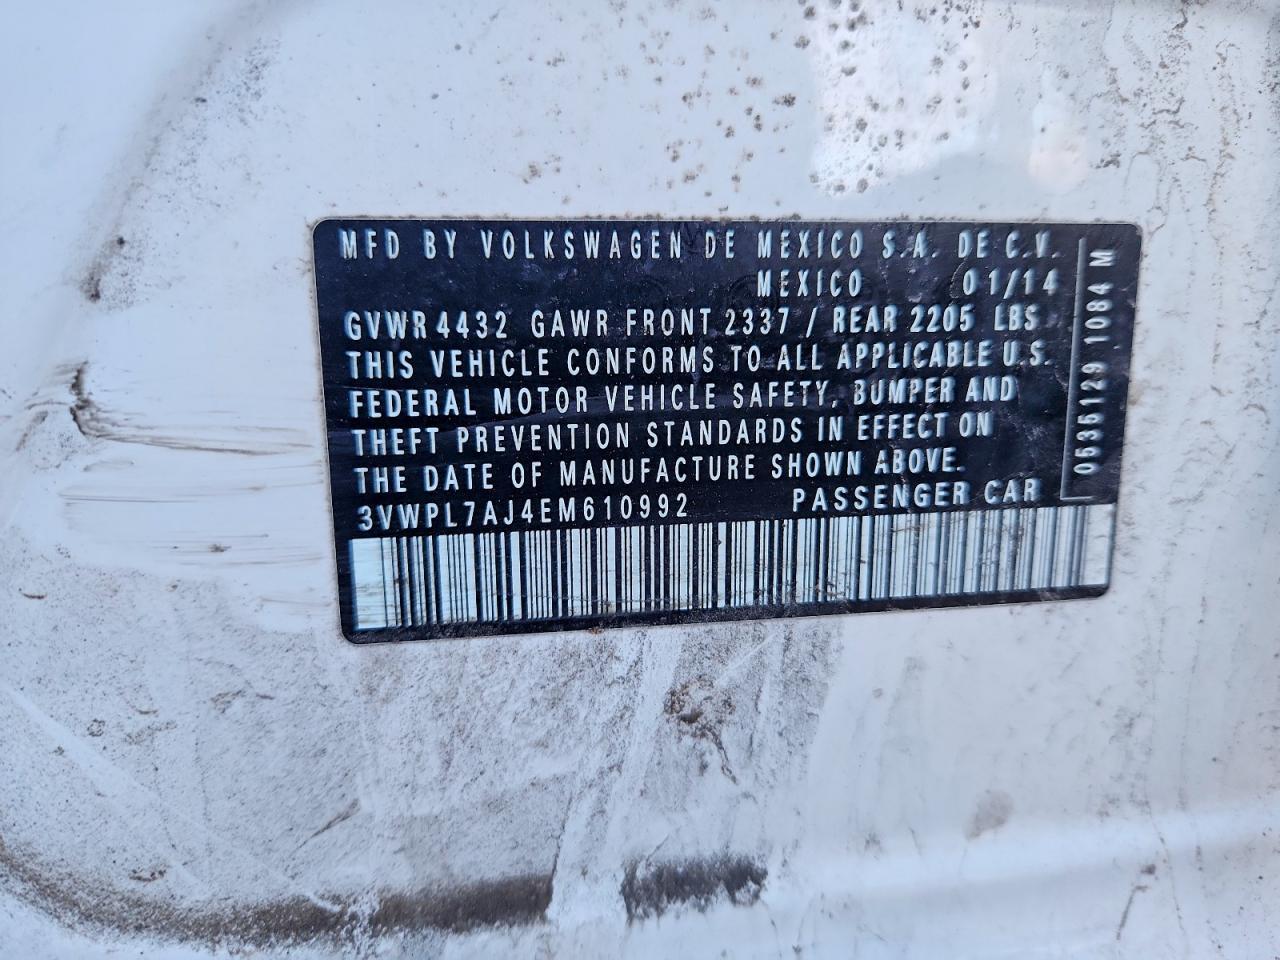 MFD BY VOLKSWAGEN DE MEXICO S.A. DE C.V.
MEXICO 01/14
GVWR 4432 GAWR FRONT 2337 / REAR 2205 LBS
THIS VEHICLE CONFORMS TO ALL APPLICABLE U.S.
FEDERAL MOTOR VEHICLE SAFETY, BUMPER AND
THEFT PREVENTION STANDARDS IN EFFECT ON
THE DATE OF MANUFACTURE SHOWN ABOVE.
3VWPL7AJ4EM610992 PASSENGER CAR
0536129 1084 M